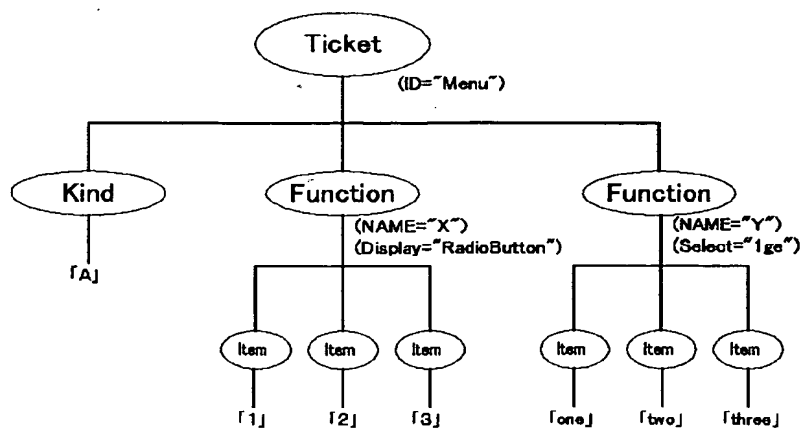 Ticket
(ID="Menu")
Kind
Function
Function
(NAME="X")
(Display="RadioButton")
(NAME="Y")
(Select="1ge")
「A」
Item
Item
Item
Item
Item
Item
「1」
「2」
「3」
「one」
「two」
「three」